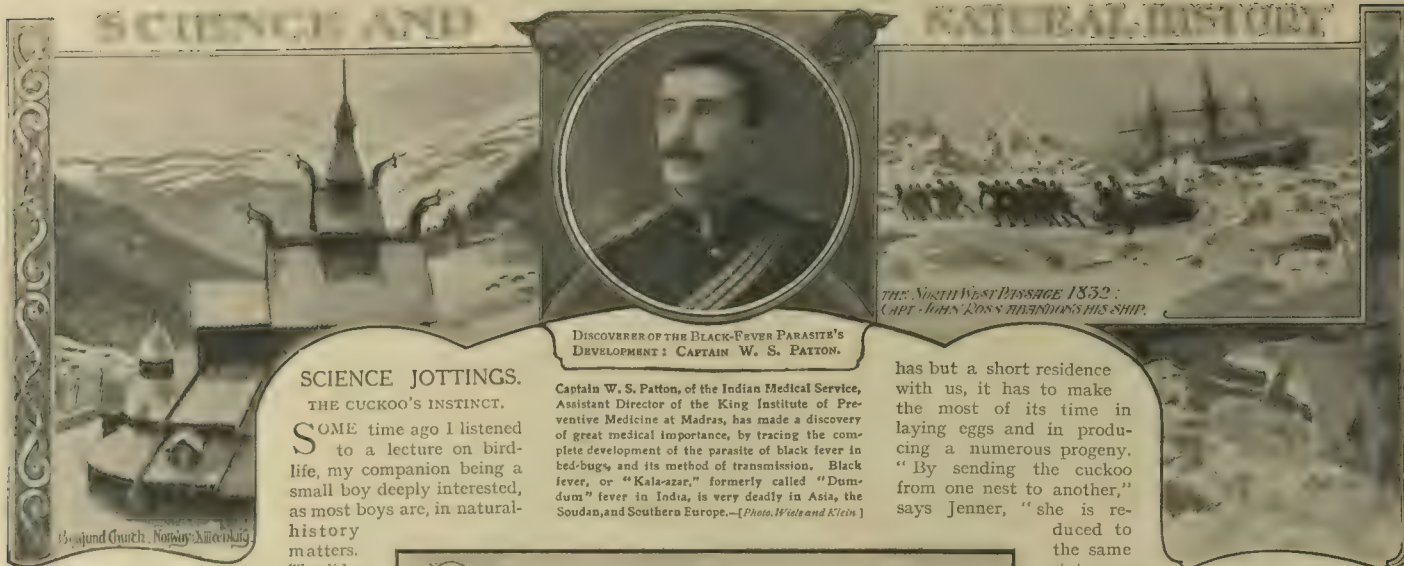 SCIENCE AND
NATURAL HISTORY
THE NORTH WEST PASSAGE 1832:
CAPT. JOHN ROSS ABANDONS HIS SHIP.
DISCOVERER OF THE BLACK-FEVER PARASITE'S
DEVELOPMENT: CAPTAIN W. S. PATTON.
Church, Norway
SCIENCE JOTTINGS.
THE CUCKOO'S INSTINCT.
SOME time ago I listened
to a lecture on bird-
life, my companion being a
small boy deeply interested,
as most boys are, in natural-
history
matters.
Captain W. S. Patton, of the Indian Medical Service,
Assistant Director of the King Institute of Pre-
ventive Medicine at Madras, has made a discovery
of great medical importance, by tracing the com-
plete development of the parasite of black fever in
bed-bugs, and its method of transmission. Black
fever, or "Kala-azar," formerly called "Dum-
dum" fever in India, is very deadly in Asia, the
Soudan, and Southern Europe.—[Photo. Wiele and Klein.]
has but a short residence
with us, it has to make
the most of its time in
laying eggs and in produ-
cing a numerous progeny.
"By sending the cuckoo
from one nest to another,"
says Jenner, "she is re-
duced to
the same